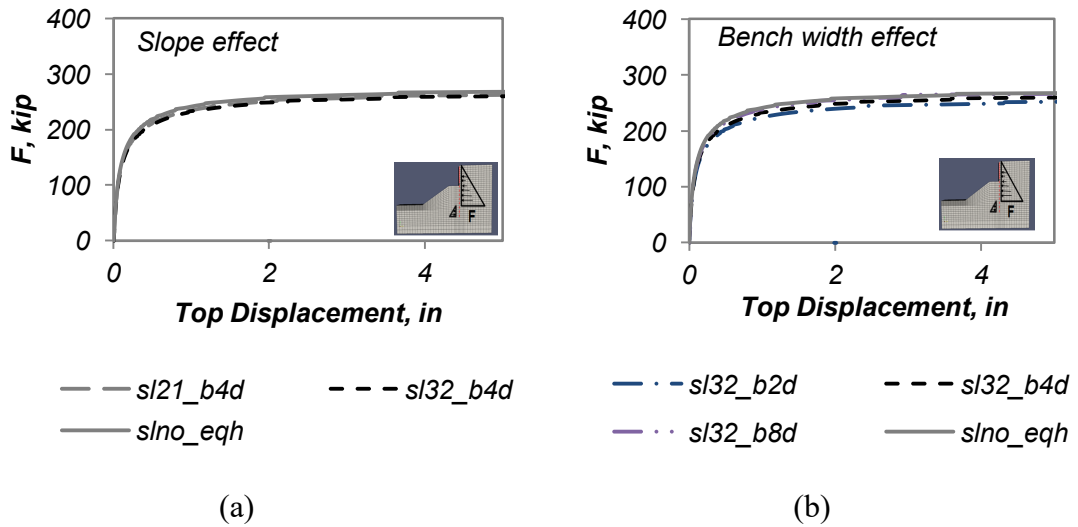 400
Slope effect
300
200
100
0
F, kip
F
0 2 4
Top Displacement, in
sl21_b4d sl32_b4d
slno_eqh
(a)
400
Bench width effect
300
200
100
0
F, kip
F
0 2 4
Top Displacement, in
sl32_b2d sl32_b4d
sl32_b8d slno_eqh
(b)